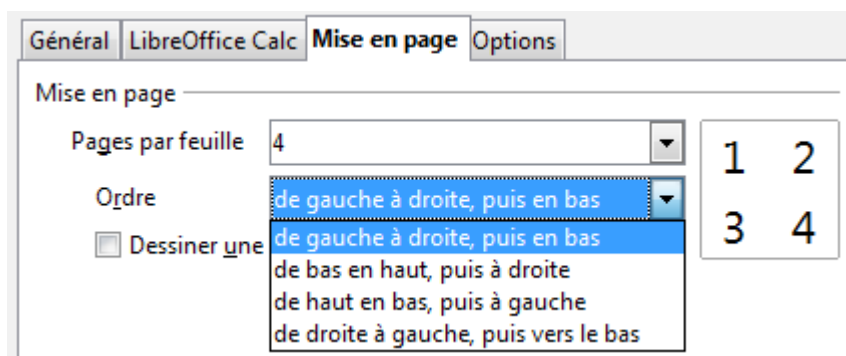 Général LibreOffice Calc Mise en page Options
Mise en page
Pages par feuille 4
1 2
Ordre de gauche à droite, puis en bas
3 4
Dessiner une
de gauche à droite, puis en bas
de bas en haut, puis à droite
de haut en bas, puis à gauche
de droite à gauche, puis vers le bas